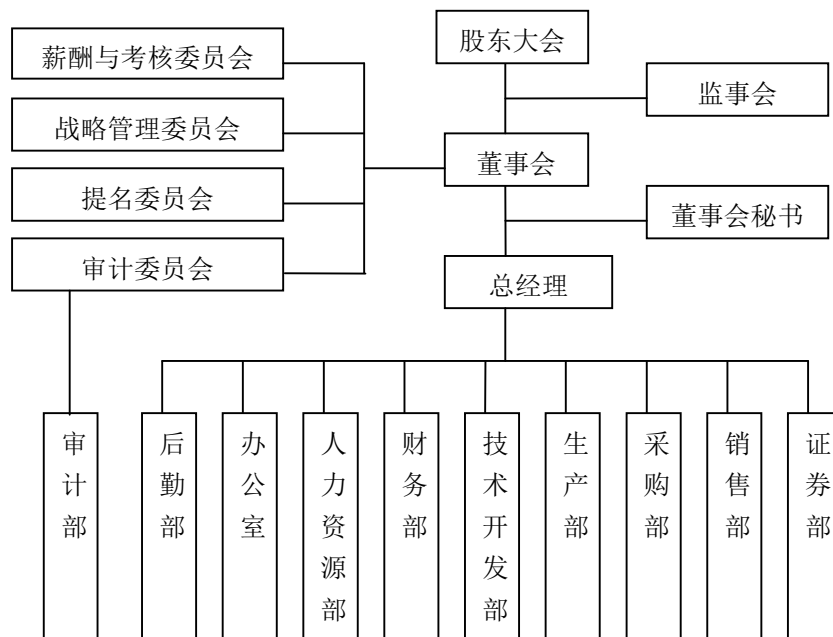 股东大会
薪酬与考核委员会
监事会
战略管理委员会
董事会
提名委员会
董事会秘书
审计委员会
总经理
审计部
后勤部
办公室
人力资源部
财务部
技术开发部
生产部
采购部
销售部
证券部